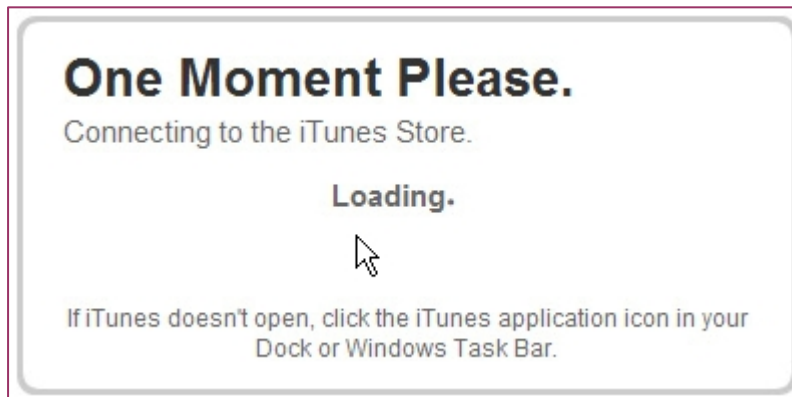 One Moment Please.
Connecting to the iTunes Store.
Loading.
If iTunes doesn't open, click the iTunes application icon in your
Dock or Windows Task Bar.